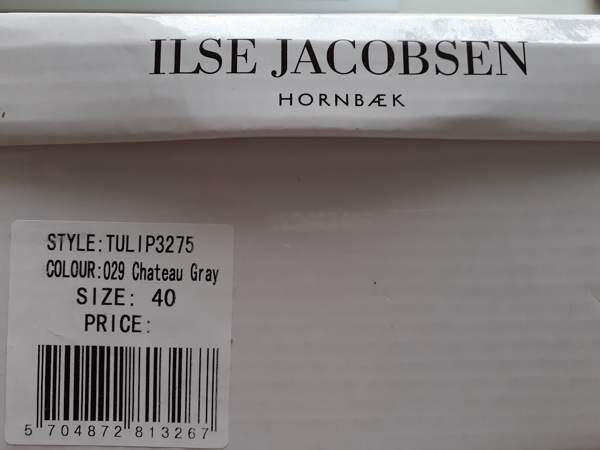 ILSE JACOBSEN
HORNBÆK
STYLE:TULIP3275
COLOUR:029 Chateau Gray
SIZE: 40
PRICE:
5 704872 813267